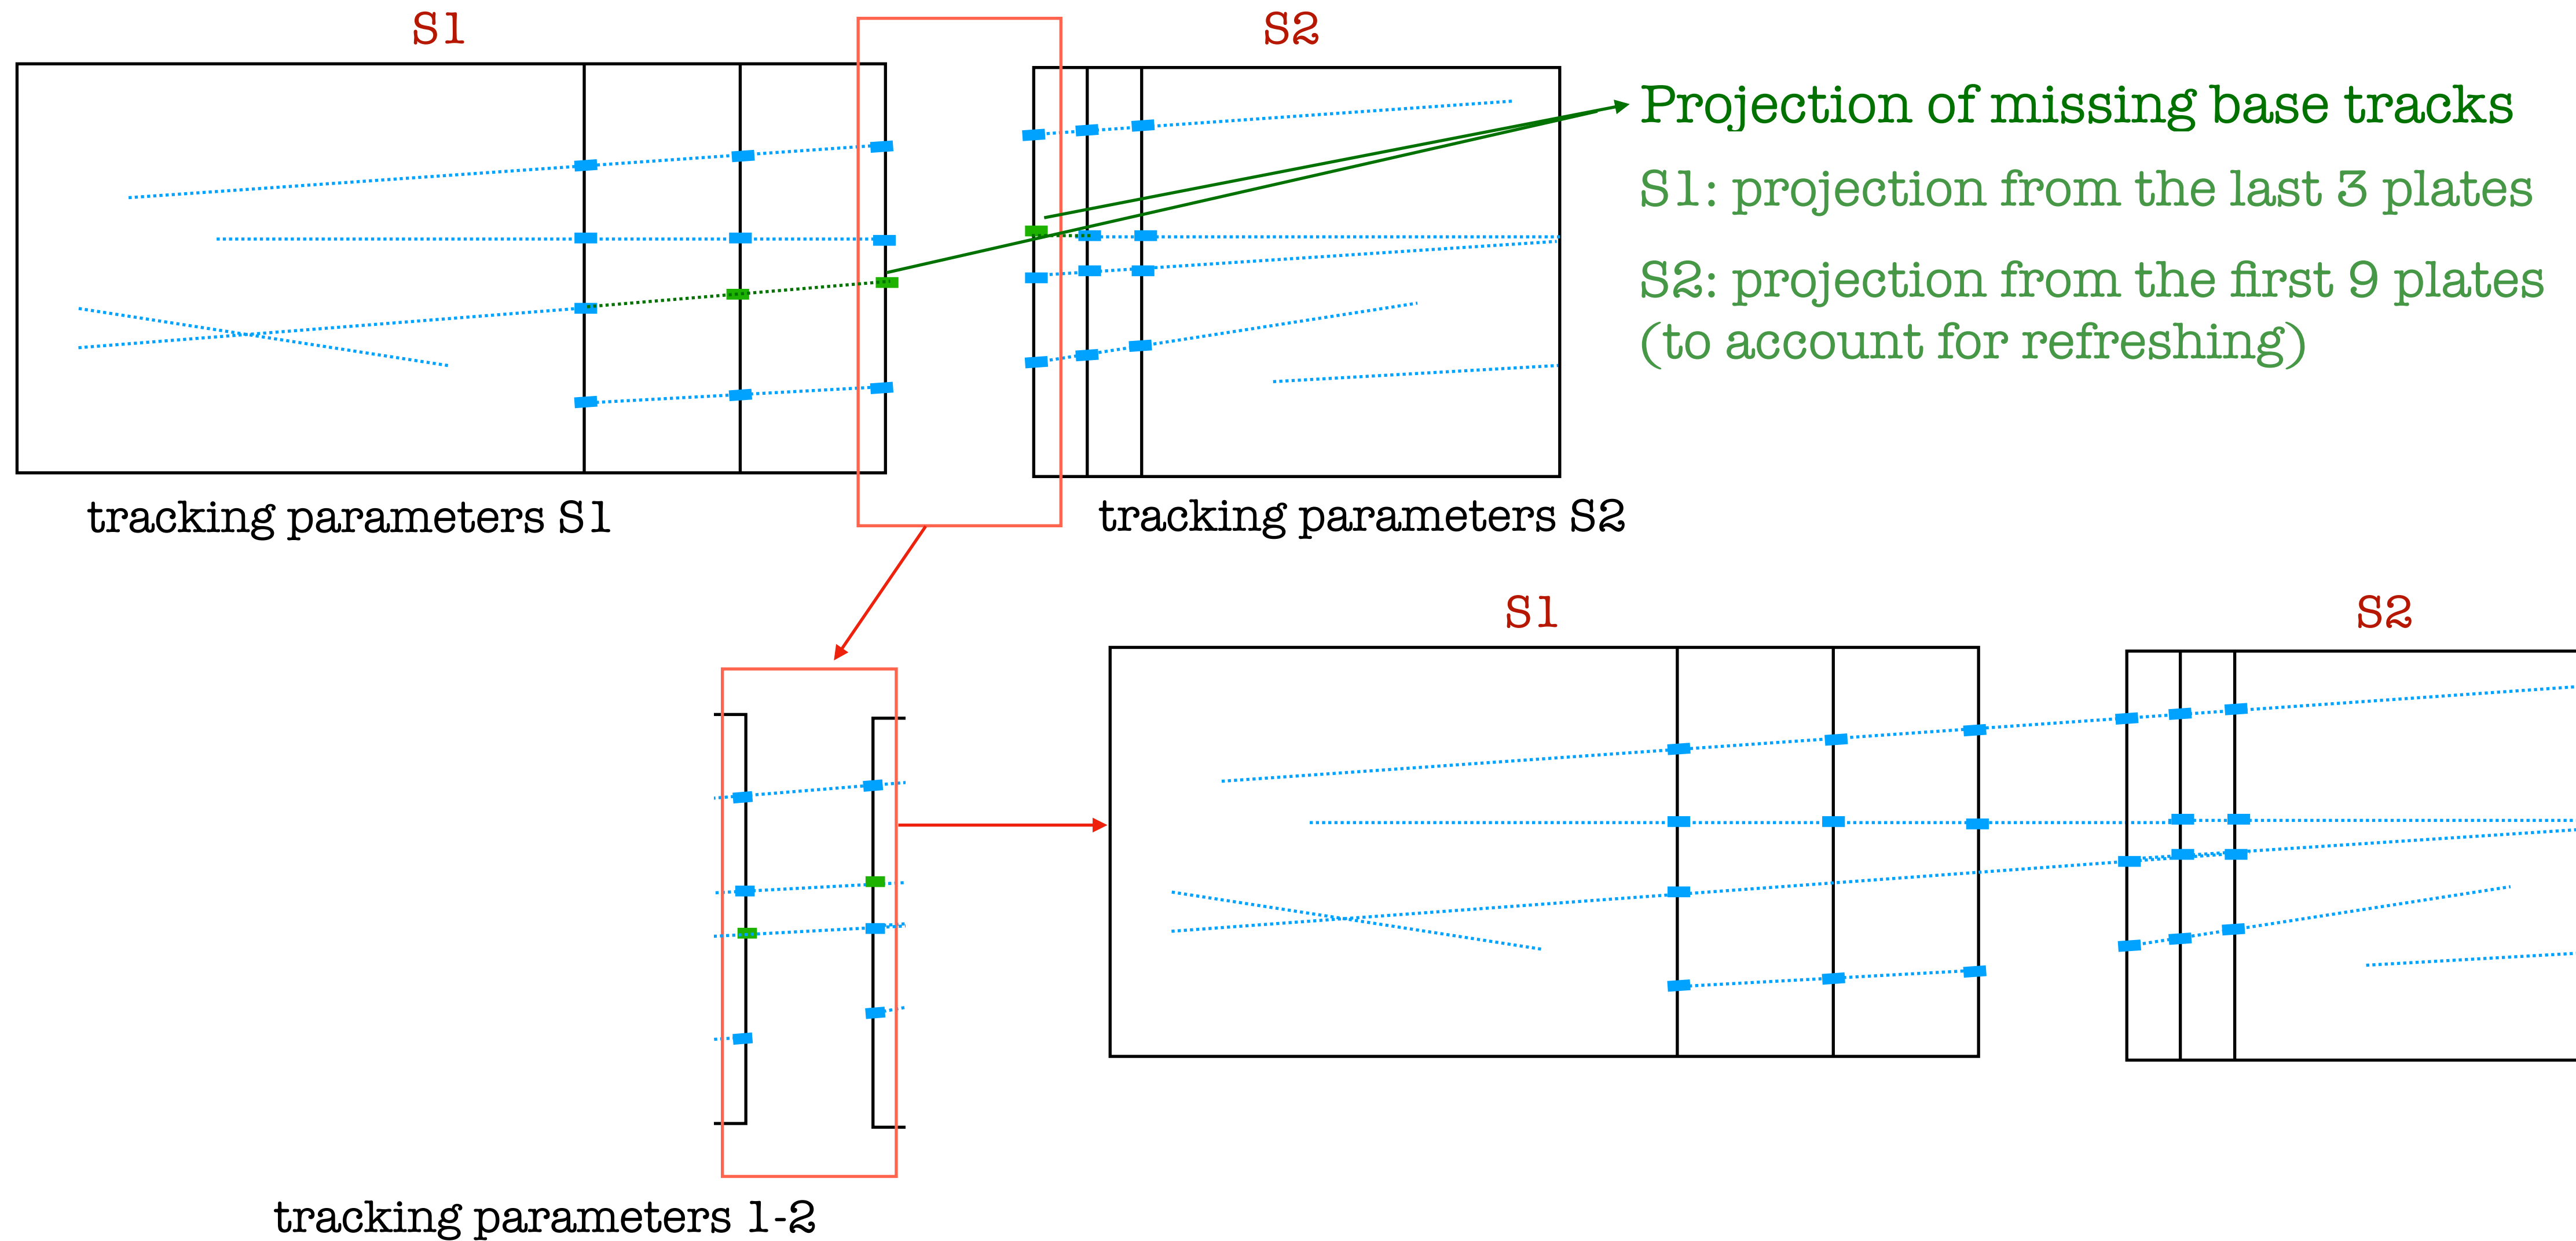 S1
S2
Projection of missing base tracks
S1: projection from the last 3 plates
S2: projection from the first 9 plates
(to account for refreshing)
tracking parameters S1
tracking parameters S2
S1
S2
tracking parameters 1-2